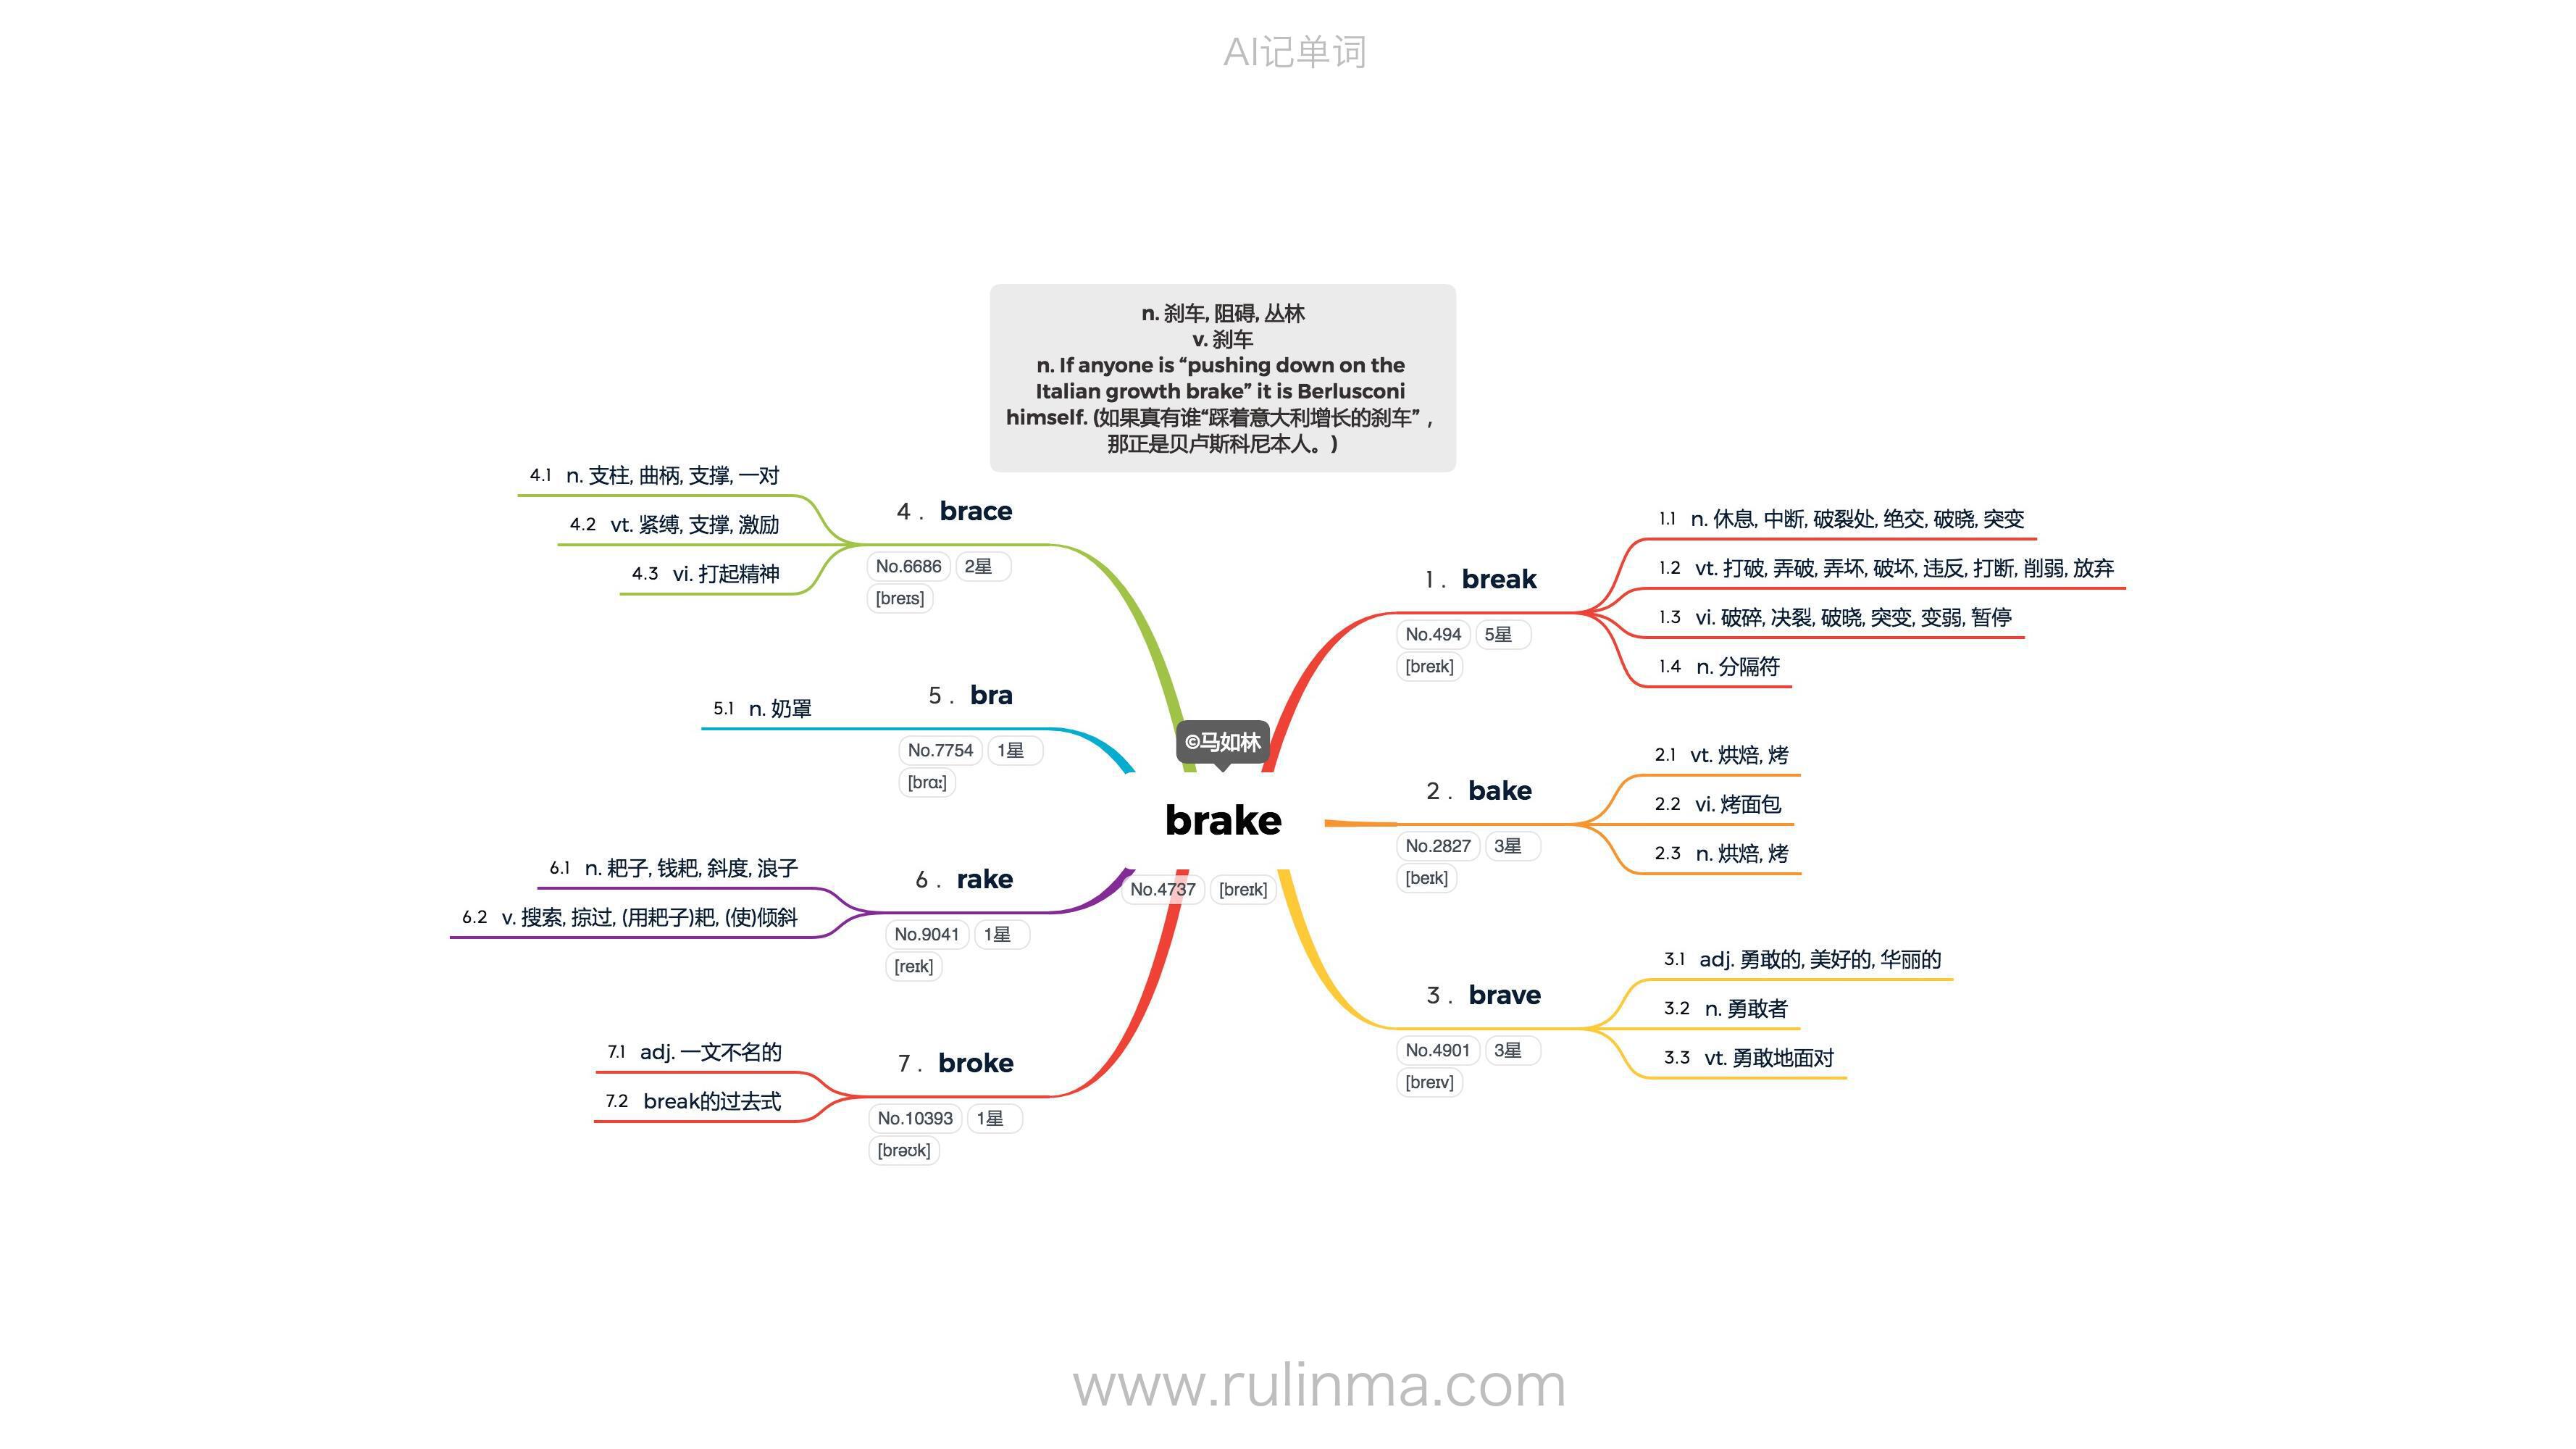 AI记单词
n. 刹车, 阻碍, 丛林
v. 刹车
n. If anyone is “pushing down on the
Italian growth brake” it is Berlusconi
himself. (如果真有谁“踩着意大利增长的刹车”，
那正是贝卢斯科尼本人。)
©马如林
brake
No.4737 [breɪk]
1. break
No.494 5星
[breɪk]
1.1 n. 休息, 中断, 破裂处, 绝交, 破晓, 突变
1.2 vt. 打破, 弄破, 弄坏, 破坏, 违反, 打断, 削弱, 放弃
1.3 vi. 破碎, 决裂, 破晓, 突变, 变弱, 暂停
1.4 n. 分隔符
2. bake
No.2827 3星
[beɪk]
2.1 vt. 烘焙, 烤
2.2 vi. 烤面包
2.3 n. 烘焙, 烤
3. brave
No.4901 3星
[breɪv]
3.1 adj. 勇敢的, 美好的, 华丽的
3.2 n. 勇敢者
3.3 vt. 勇敢地面对
4. brace
No.6686 2星
[breɪs]
4.1 n. 支柱, 曲柄, 支撑, 一对
4.2 vt. 紧缚, 支撑, 激励
4.3 vi. 打起精神
5. bra
No.7754 1星
[brɑː]
5.1 n. 奶罩
6. rake
No.9041 1星
[reɪk]
6.1 n. 耙子, 钱耙, 斜度, 浪子
6.2 v. 搜索, 掠过, (用耙子)耙, (使)倾斜
7. broke
No.10393 1星
[brəʊk]
7.1 adj. 一文不名的
7.2 break的过去式
www.rulinma.com